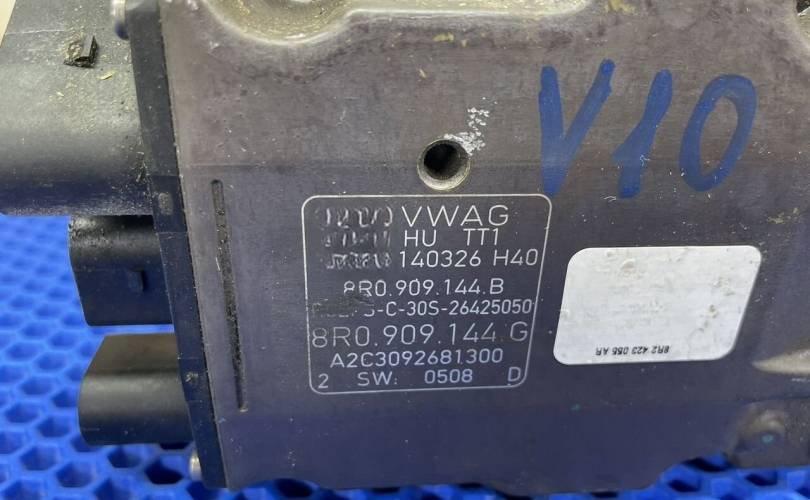 V10
VWAG
HU TT1
140326 H40
8R0.909.144.B
-C-30S-26425050
8R0.909.144.G
A2C3092681300
2 SW: 0508 D
8R2 423 055 AR